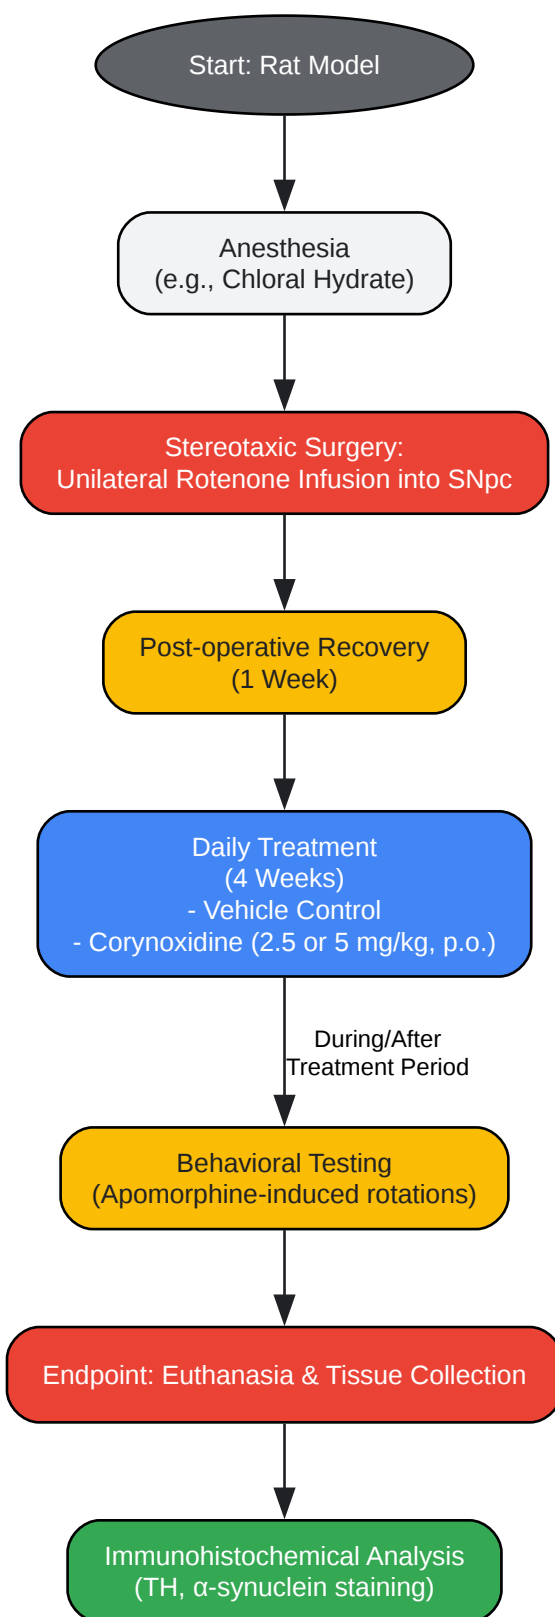 Start: Rat Model
Anesthesia
(e.g., Chloral Hydrate)
Stereotaxic Surgery:
Unilateral Rotenone Infusion into SNpc
Post-operative Recovery
(1 Week)
Daily Treatment
(4 Weeks)
- Vehicle Control
- Corynoxidine (2.5 or 5 mg/kg, p.o.)
During/After
Treatment Period
Behavioral Testing
(Apomorphine-induced rotations)
Endpoint: Euthanasia & Tissue Collection
Immunohistochemical Analysis
(TH, α-synuclein staining)